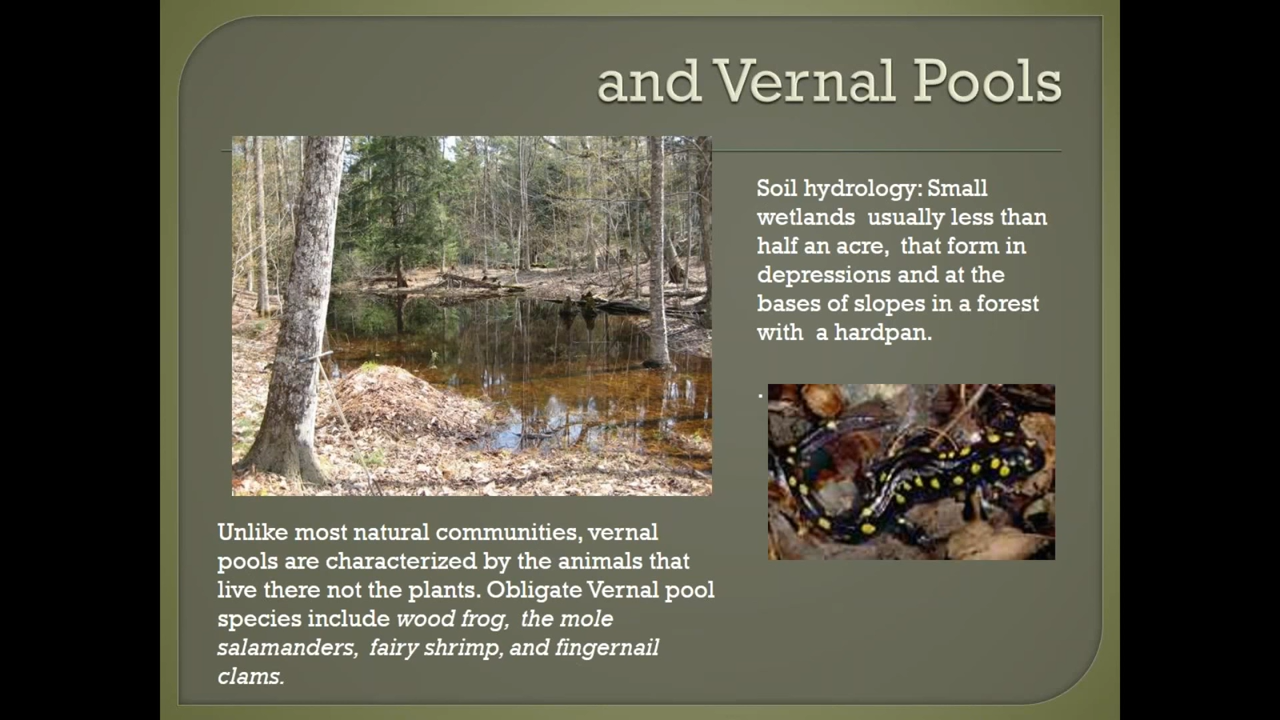 and Vernal Pools
Soil hydrology: Small
wetlands  usually less than
half an acre,  that form in
depressions and at the
bases of slopes in a forest
with  a hardpan.
.
Unlike most natural communities, vernal
pools are characterized by the animals that
live there not the plants. Obligate Vernal pool
species include wood frog,  the mole
salamanders,  fairy shrimp, and fingernail
clams.